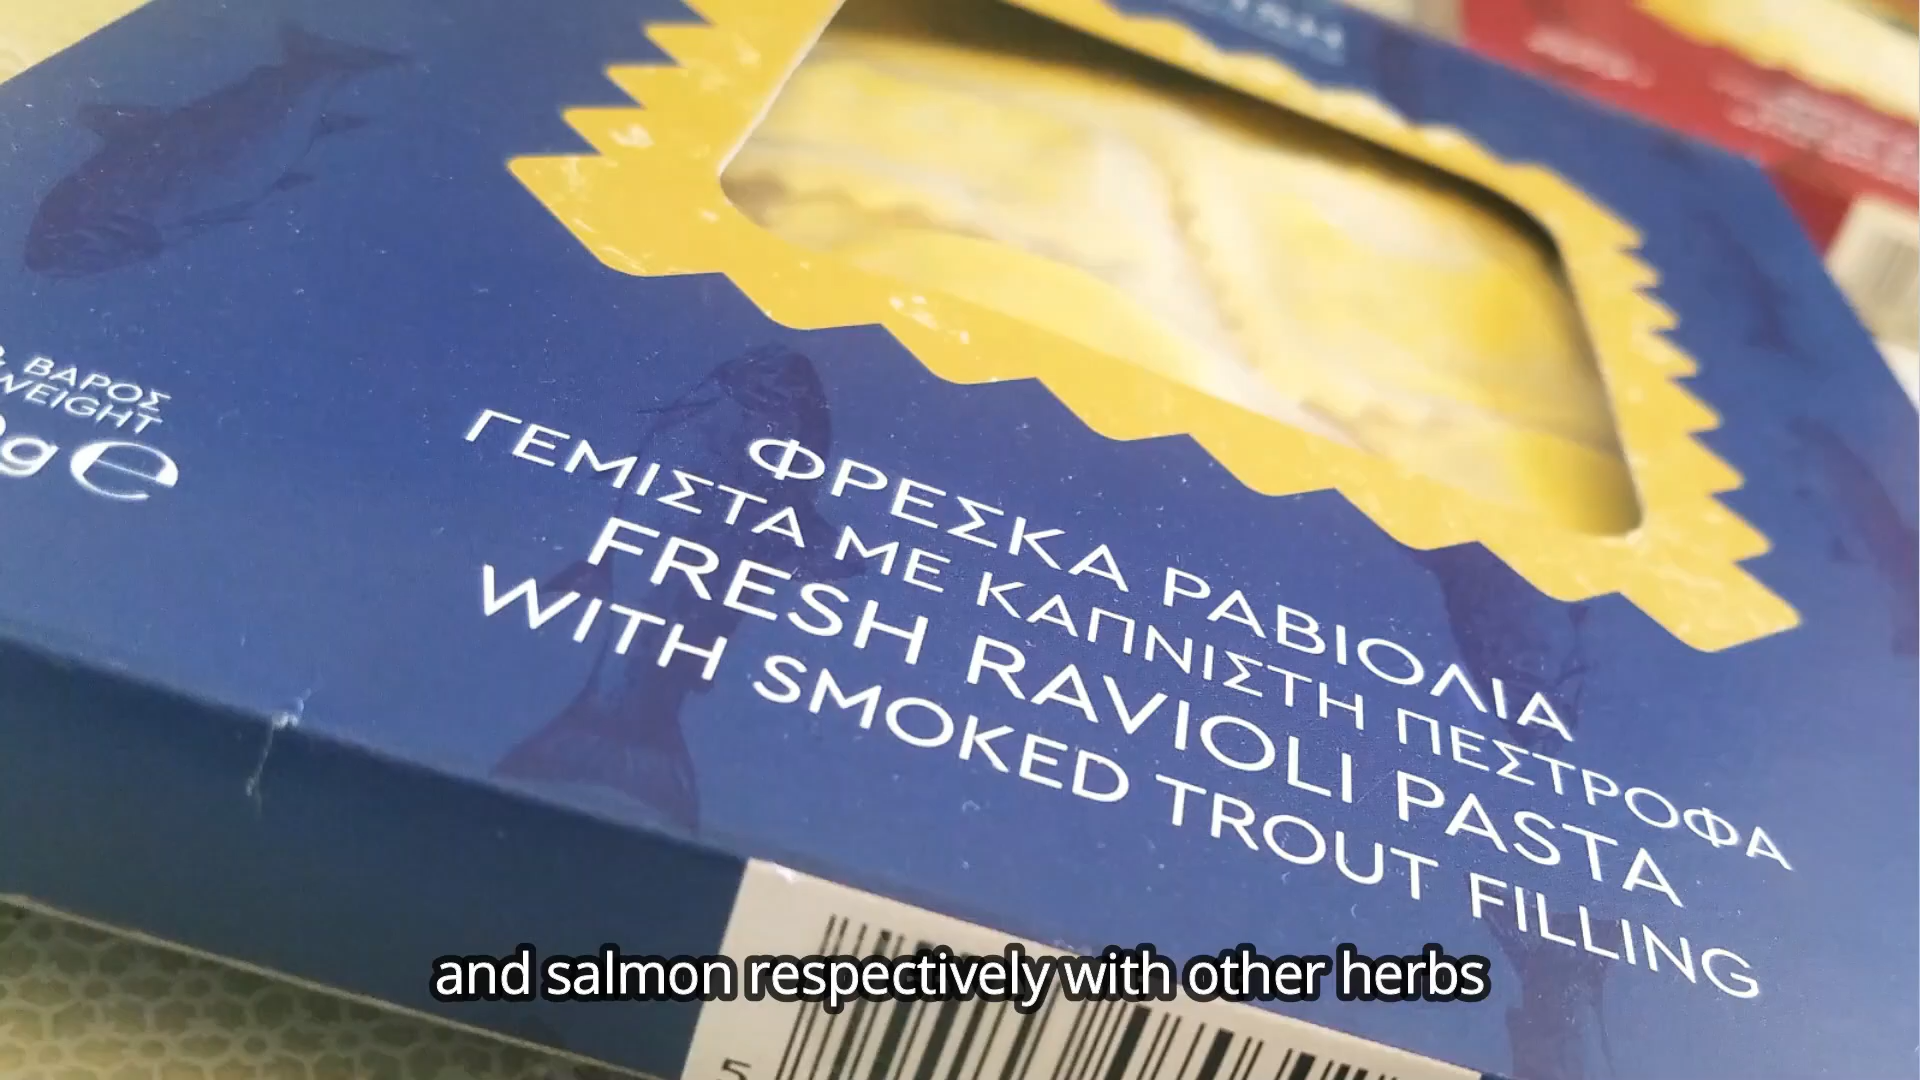 ΒΑΡΟΣ
WEIGHT
g e
ΦΡΕΣΚΑ ΡΑΒΙΟΛΙΑ
ΓΕΜΙΣΤΑ ΜΕ ΚΑΠΝΙΣΤΗ ΠΕΣΤΡΟΦΑ
FRESH RAVIOLI PASTA
WITH SMOKED TROUT FILLING
and salmon respectively with other herbs
5